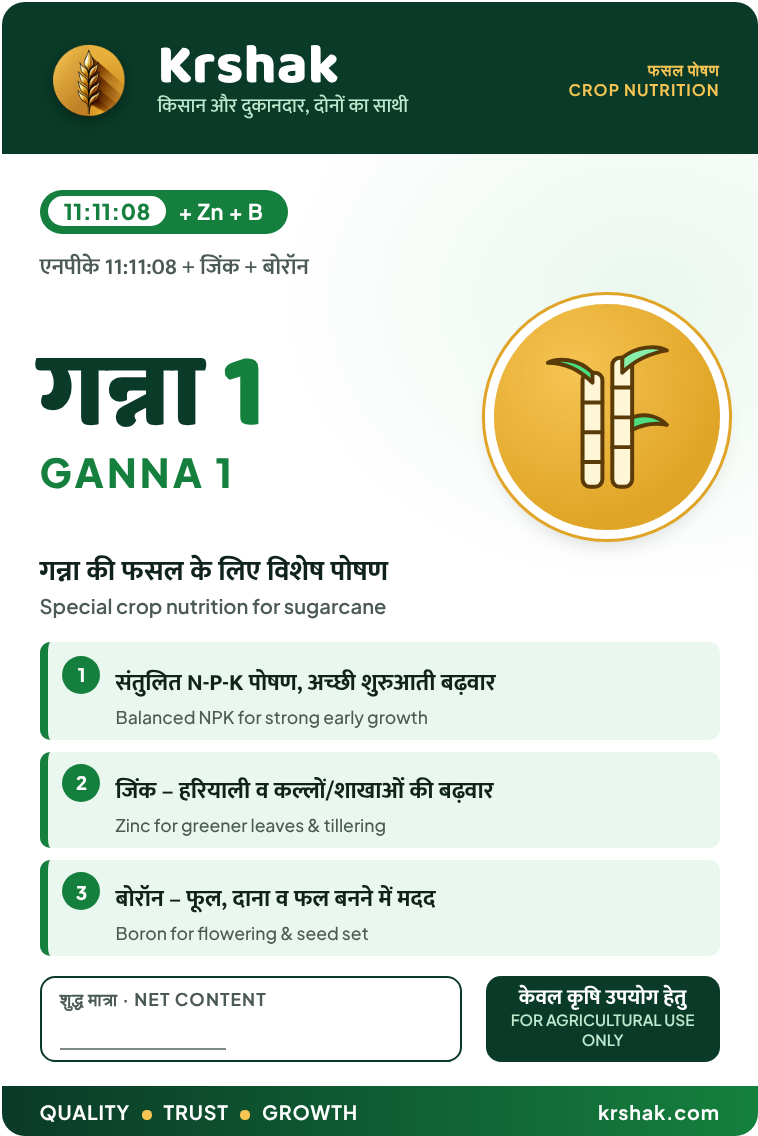 Krshak
किसान और दुकानदार, दोनों का साथी
फसल पोषण
CROP NUTRITION
11:11:08 + Zn + B
एनपीके 11:11:08 + जिंक + बोरॉन
गन्ना 1
GANNA 1
गन्ना की फसल के लिए विशेष पोषण
Special crop nutrition for sugarcane
1 संतुलित N-P-K पोषण, अच्छी शुरुआती बढ़वार
Balanced NPK for strong early growth
2 जिंक – हरियाली व कल्लों/शाखाओं की बढ़वार
Zinc for greener leaves & tillering
3 बोरॉन – फूल, दाना व फल बनने में मदद
Boron for flowering & seed set
शुद्ध मात्रा · NET CONTENT
केवल कृषि उपयोग हेतु
FOR AGRICULTURAL USE
ONLY
QUALITY ● TRUST ● GROWTH
krshak.com